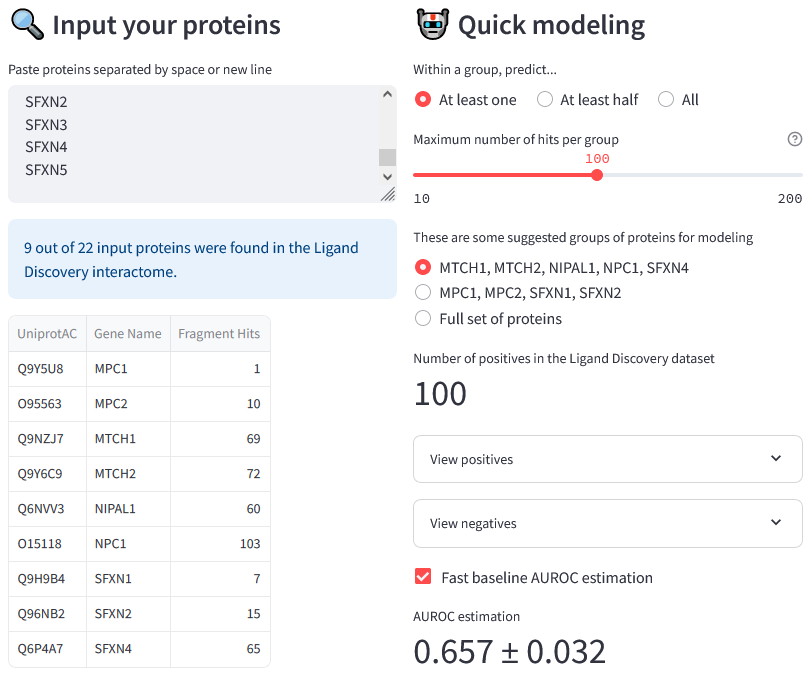 Input your proteins
Paste proteins separated by space or new line
SFXN2
SFXN3
SFXN4
SFXN5
9 out of 22 input proteins were found in the Ligand
Discovery interactome.
UniprotAC Gene Name Fragment Hits
Q9Y5U8 MPC1 1
O95563 MPC2 10
Q9NZJ7 MTCH1 69
Q9Y6C9 MTCH2 72
Q6NVV3 NIPAL1 60
O15118 NPC1 103
Q9H9B4 SFXN1 7
Q96NB2 SFXN2 15
Q6P4A7 SFXN4 65
Quick modeling
Within a group, predict...
At least one At least half All
Maximum number of hits per group
100
10 200
These are some suggested groups of proteins for modeling
MTCH1, MTCH2, NIPAL1, NPC1, SFXN4
MPC1, MPC2, SFXN1, SFXN2
Full set of proteins
Number of positives in the Ligand Discovery dataset
100
View positives
View negatives
Fast baseline AUROC estimation
AUROC estimation
0.657 ± 0.032